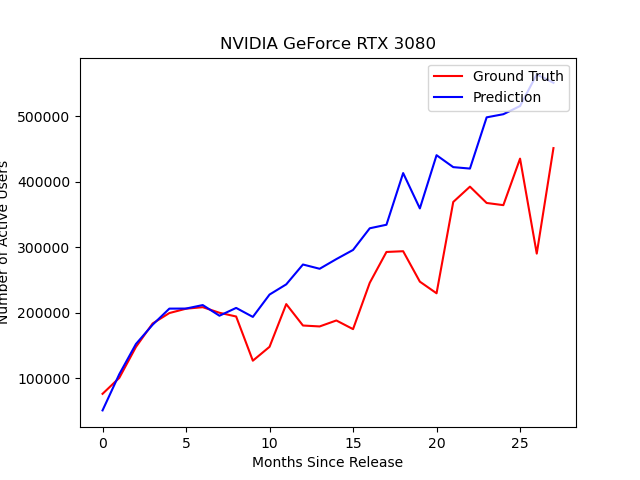 NVIDIA GeForce RTX 3080
Ground Truth
Prediction
Number of Active Users
500000
400000
300000
200000
100000
0 5 10 15 20 25
Months Since Release